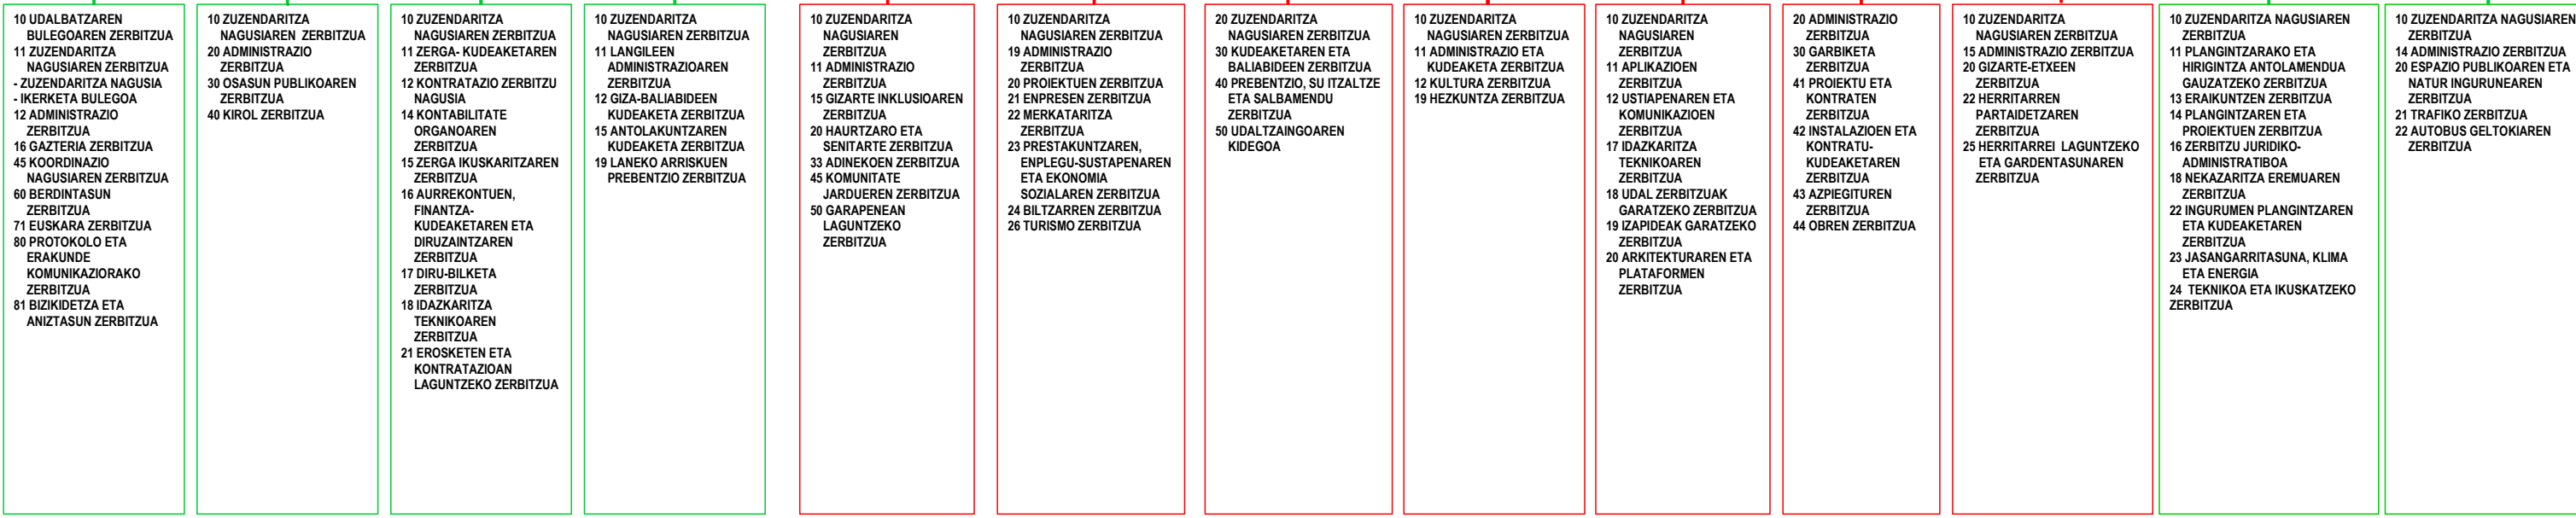 10 UDALBATZAREN
BULEGOAREN ZERBITZUA
11 ZUZENDARITZA
NAGUSIAREN ZERBITZUA
- ZUZENDARITZA NAGUSIA
- IKERKETA BULEGOA
12 ADMINISTRAZIO
ZERBITZUA
16 GAZTERIA ZERBITZUA
45 KOORDINAZIO
NAGUSIAREN ZERBITZUA
60 BERDINTASUN
ZERBITZUA
71 EUSKARA ZERBITZUA
80 PROTOKOLO ETA
ERAKUNDE
KOMUNIKAZIORAKO
ZERBITZUA
81 BIZIKIDETZA ETA
ANIZTASUN ZERBITZUA
10 ZUZENDARITZA
NAGUSIAREN ZERBITZUA
20 ADMINISTRAZIO
ZERBITZUA
30 OSASUN PUBLIKOAREN
ZERBITZUA
40 KIROL ZERBITZUA
10 ZUZENDARITZA
NAGUSIAREN ZERBITZUA
11 ZERGA- KUDEAKETAREN
ZERBITZUA
12 KONTRATAZIO ZERBITZU
NAGUSIA
14 KONTABILITATE
ORGANOAREN
ZERBITZUA
15 ZERGA IKUSKARITZAREN
ZERBITZUA
16 AURREKONTUEN,
FINANTZA-
KUDEAKETAREN ETA
DIRUZAINTZAREN
ZERBITZUA
17 DIRU-BILKETA
ZERBITZUA
18 IDAZKARITZA
TEKNIKOAREN
ZERBITZUA
21 EROSKETEN ETA
KONTRATAZIOAN
LAGUNTZEKO ZERBITZUA
10 ZUZENDARITZA
NAGUSIAREN ZERBITZUA
11 LANGILEEN
ADMINISTRAZIOAREN
ZERBITZUA
12 GIZA-BALIABIDEEN
KUDEAKETA ZERBITZUA
15 ANTOLAKUNTZAREN
KUDEAKETA ZERBITZUA
19 LANEKO ARRISKUEN
PREBENTZIO ZERBITZUA
10 ZUZENDARITZA
NAGUSIAREN
ZERBITZUA
11 ADMINISTRAZIO
ZERBITZUA
15 GIZARTE INKLUSIOAREN
ZERBITZUA
20 HAURTZARO ETA
SENITARTE ZERBITZUA
33 ADINEKOEN ZERBITZUA
45 KOMUNITATE
JARDUEREN ZERBITZUA
50 GARAPENEAN
LAGUNTZEKO
ZERBITZUA
10 ZUZENDARITZA
NAGUSIAREN ZERBITZUA
19 ADMINISTRAZIO
ZERBITZUA
20 PROIEKTUEN ZERBITZUA
21 ENPRESEN ZERBITZUA
22 MERKATARITZA
ZERBITZUA
23 PRESTAKUNTZAREN,
ENPLEGU-SUSTAPENAREN
ETA EKONOMIA
SOZIALAREN ZERBITZUA
24 BILTZARREN ZERBITZUA
26 TURISMO ZERBITZUA
20 ZUZENDARITZA
NAGUSIAREN ZERBITZUA
30 KUDEAKETAREN ETA
BALIABIDEEN ZERBITZUA
40 PREBENTZIO, SU ITZALTZE
ETA SALBAMENDU
ZERBITZUA
50 UDALTZAINGOAREN
KIDEGOA
10 ZUZENDARITZA
NAGUSIAREN ZERBITZUA
11 ADMINISTRAZIO ETA
KUDEAKETA ZERBITZUA
12 KULTURA ZERBITZUA
19 HEZKUNTZA ZERBITZUA
10 ZUZENDARITZA
NAGUSIAREN
ZERBITZUA
11 APLIKAZIOEN
ZERBITZUA
12 USTIAPENAREN ETA
KOMUNIKAZIOEN
ZERBITZUA
17 IDAZKARITZA
TEKNIKOAREN
ZERBITZUA
18 UDAL ZERBITZUAK
GARATZEKO ZERBITZUA
19 IZAPIDEAK GARATZEKO
ZERBITZUA
20 ARKITEKTURAREN ETA
PLATAFORMEN
ZERBITZUA
20 ADMINISTRAZIO
ZERBITZUA
30 GARBIKETA
ZERBITZUA
41 PROIEKTU ETA
KONTRATEN
ZERBITZUA
42 INSTALAZIOEN ETA
KONTRATU-
KUDEAKETAREN
ZERBITZUA
43 AZPIEGITUREN
ZERBITZUA
44 OBREN ZERBITZUA
10 ZUZENDARITZA
NAGUSIAREN ZERBITZUA
15 ADMINISTRAZIO ZERBITZUA
20 GIZARTE-ETXEEN
ZERBITZUA
22 HERRITARREN
PARTAIDETZAREN
ZERBITZUA
25 HERRITARREI LAGUNTZEKO
ETA GARDENTASUNAREN
ZERBITZUA
10 ZUZENDARITZA NAGUSIAREN
ZERBITZUA
11 PLANGINTZARAKO ETA
HIRIGINTZA ANTOLAMENDUA
GAUZATZEKO ZERBITZUA
13 ERAIKUNTZEN ZERBITZUA
14 PLANGINTZAREN ETA
PROIEKTUEN ZERBITZUA
16 ZERBITZU JURIDIKO-
ADMINISTRATIBOA
18 NEKAZARITZA EREMUAREN
ZERBITZUA
22 INGURUMEN PLANGINTZAREN
ETA KUDEAKETAREN
ZERBITZUA
23 JASANGARRITASUNA, KLIMA
ETA ENERGIA
24 TEKNIKOA ETA IKUSKATZEKO
ZERBITZUA
10 ZUZENDARITZA NAGUSIAREN
ZERBITZUA
14 ADMINISTRAZIO ZERBITZUA
20 ESPAZIO PUBLIKOAREN ETA
NATUR INGURUNEAREN
ZERBITZUA
21 TRAFIKO ZERBITZUA
22 AUTOBUS GELTOKIAREN
ZERBITZUA